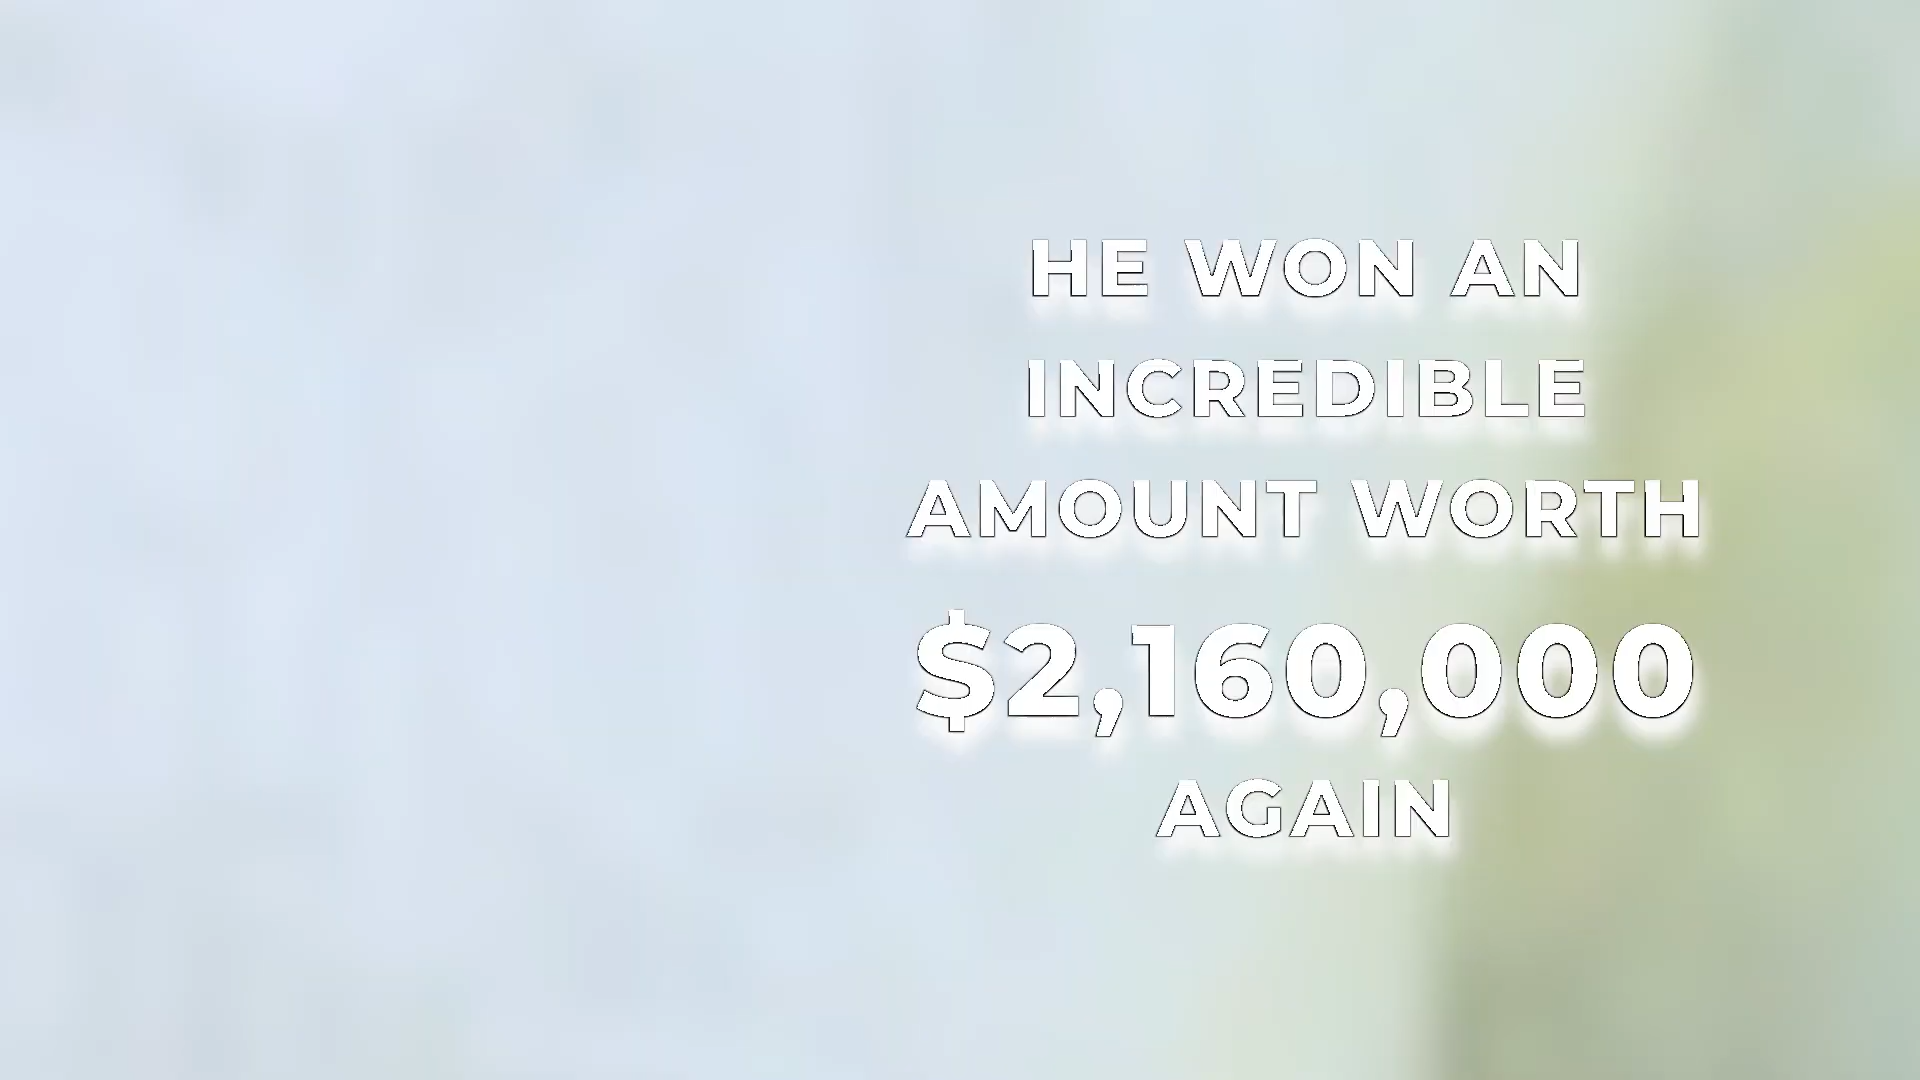 HE WON AN
INCREDIBLE
AMOUNT WORTH
$2,160,000
AGAIN